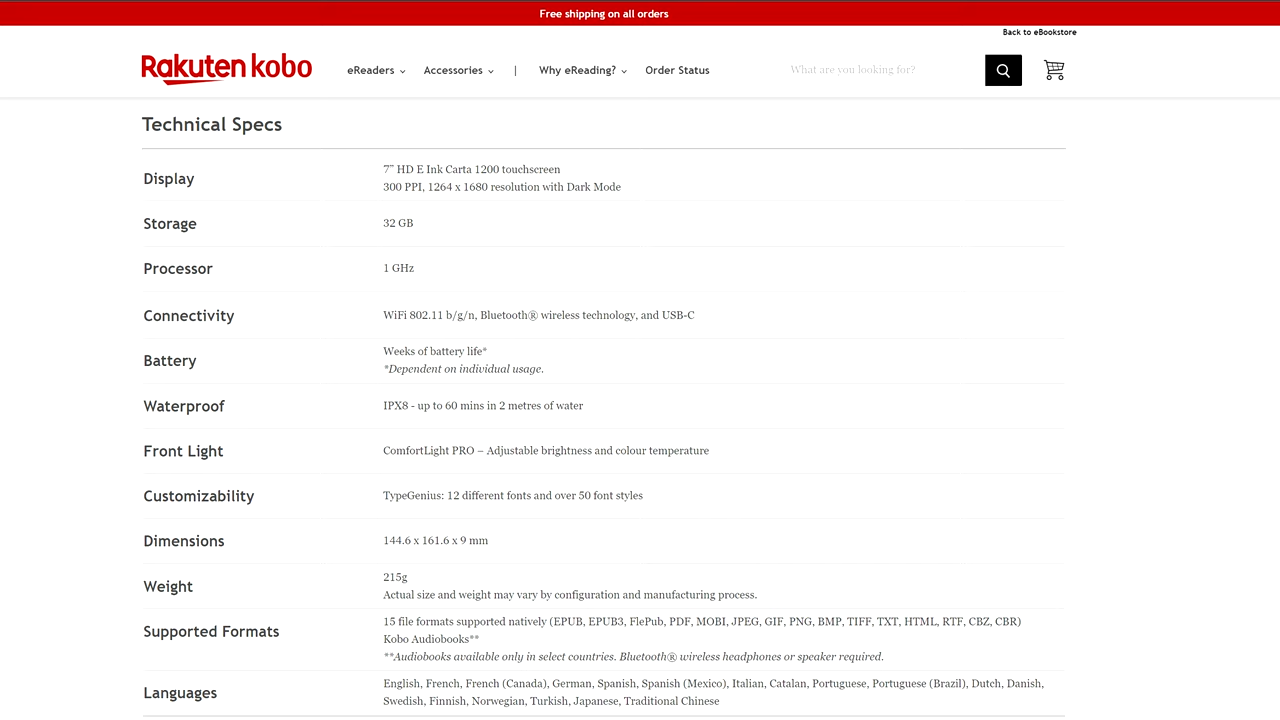 Free shipping on all orders
Back to eBookstore
Rakuten kobo
eReaders
Accessories
|
Why eReading?
Order Status
What are you looking for?
Technical Specs
Display
7” HD E Ink Carta 1200 touchscreen
300 PPI, 1264 x 1680 resolution with Dark Mode
Storage
32 GB
Processor
1 GHz
Connectivity
WiFi 802.11 b/g/n, Bluetooth® wireless technology, and USB-C
Battery
Weeks of battery life*
*Dependent on individual usage.
Waterproof
IPX8 - up to 60 mins in 2 metres of water
Front Light
ComfortLight PRO – Adjustable brightness and colour temperature
Customizability
TypeGenius: 12 different fonts and over 50 font styles
Dimensions
144.6 x 161.6 x 9 mm
Weight
215g
Actual size and weight may vary by configuration and manufacturing process.
Supported Formats
15 file formats supported natively (EPUB, EPUB3, FlePub, PDF, MOBI, JPEG, GIF, PNG, BMP, TIFF, TXT, HTML, RTF, CBZ, CBR)
Kobo Audiobooks**
**Audiobooks available only in select countries. Bluetooth® wireless headphones or speaker required.
Languages
English, French, French (Canada), German, Spanish, Spanish (Mexico), Italian, Catalan, Portuguese, Portuguese (Brazil), Dutch, Danish,
Swedish, Finnish, Norwegian, Turkish, Japanese, Traditional Chinese